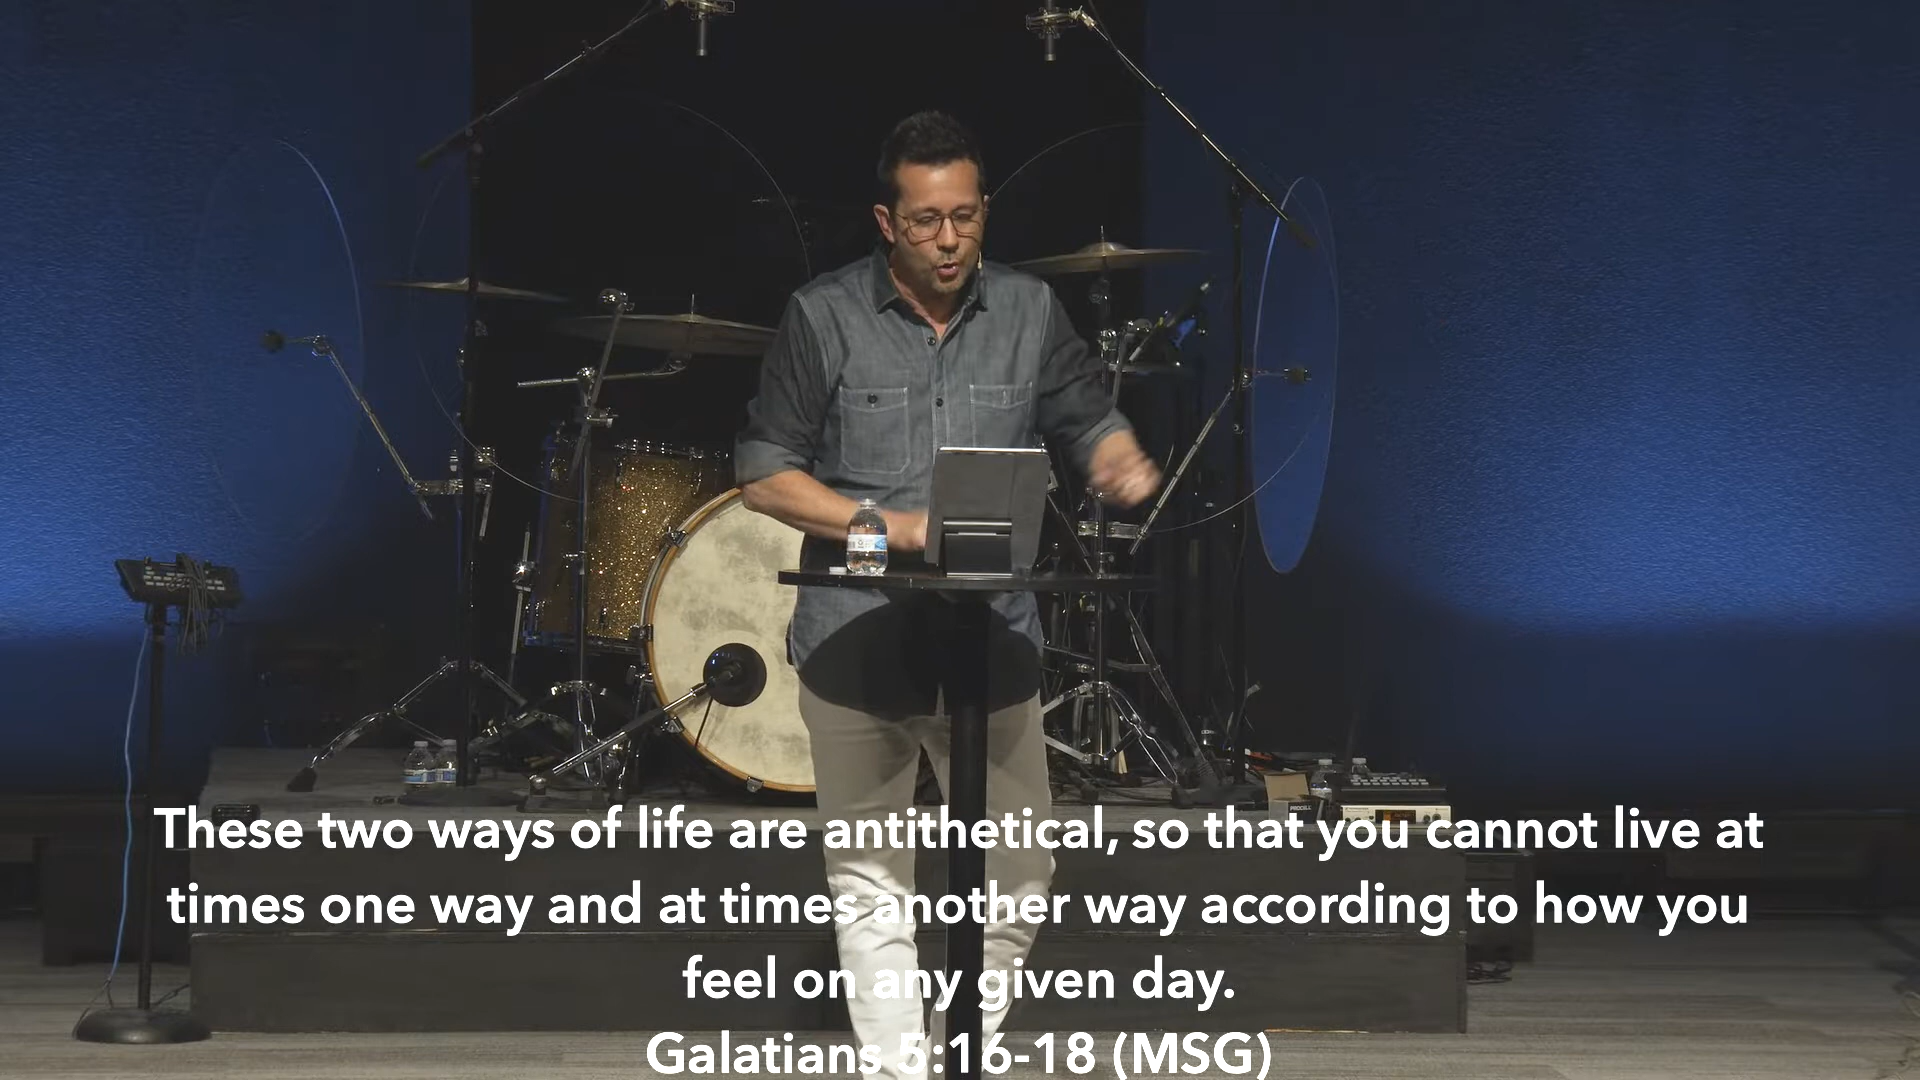 These two ways of life are antithetical, so that you cannot live at
times one way and at times another way according to how you
feel on any given day.
Galatians 5:16-18 (MSG)
PROCELL